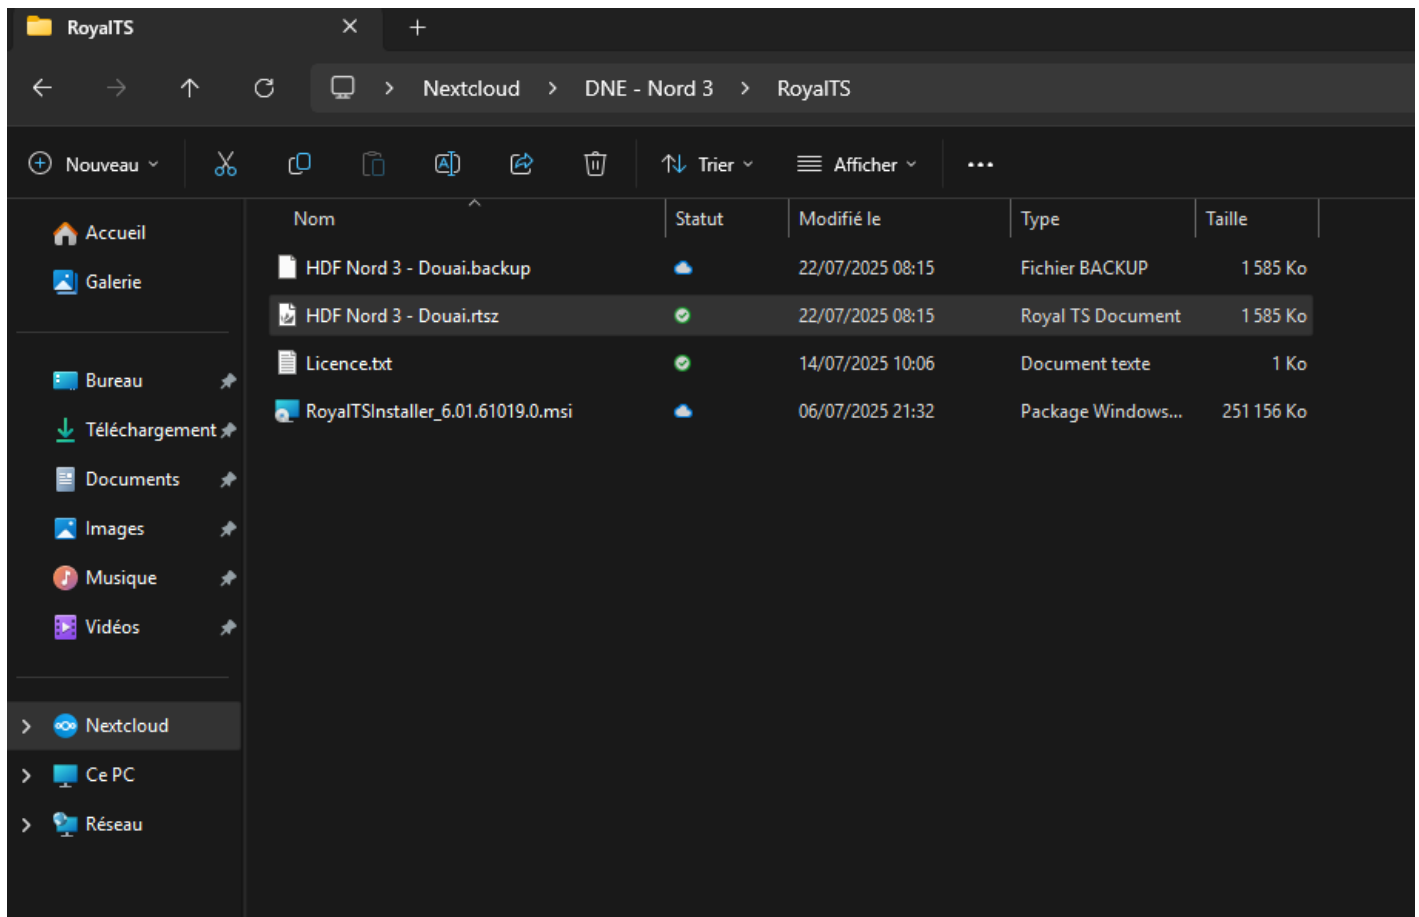 RoyalTS
Nextcloud > DNE - Nord 3 > RoyalTS
Nouveau
Trier
Afficher
Nom Statut Modifié le Type Taille
HDF Nord 3 - Douai.backup 22/07/2025 08:15 Fichier BACKUP 1 585 Ko
HDF Nord 3 - Douai.rtsz 22/07/2025 08:15 Royal TS Document 1 585 Ko
Licence.txt 14/07/2025 10:06 Document texte 1 Ko
RoyalTSInstaller_6.01.61019.0.msi 06/07/2025 21:32 Package Windows... 251 156 Ko
Accueil
Galerie
Bureau
Téléchargement
Documents
Images
Musique
Vidéos
Nextcloud
Ce PC
Réseau